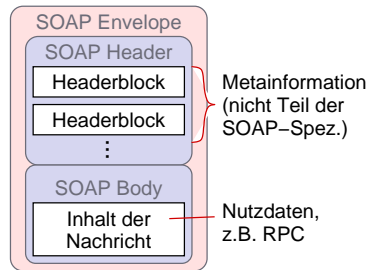 SOAP Envelope
SOAP Header
Headerblock
Headerblock
Metainformation
(nicht Teil der
SOAP−Spez.)
SOAP Body
Inhalt der
Nachricht
Nutzdaten,
z.B. RPC